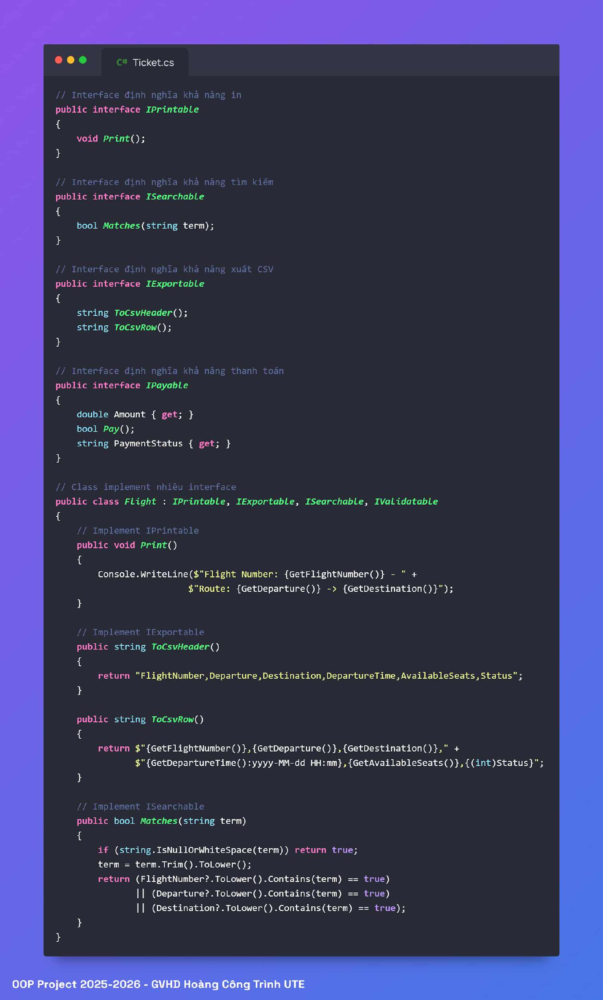 C# Ticket.cs
// Interface định nghĩa khả năng in
public interface IPrintable
{
    void Print();
}

// Interface định nghĩa khả năng tìm kiếm
public interface ISearchable
{
    bool Matches(string term);
}

// Interface định nghĩa khả năng xuất CSV
public interface IExportable
{
    string ToCsvHeader();
    string ToCsvRow();
}

// Interface định nghĩa khả năng thanh toán
public interface IPayable
{
    double Amount { get; }
    bool Pay();
    string PaymentStatus { get; }
}

// Class implement nhiều interface
public class Flight : IPrintable, IExportable, ISearchable, IValidatable
{
    // Implement IPrintable
    public void Print()
    {
        Console.WriteLine($"Flight Number: {GetFlightNumber()} - " +
                         $"Route: {GetDeparture()} -> {GetDestination()}");
    }

    // Implement IExportable
    public string ToCsvHeader()
    {
        return "FlightNumber,Departure,Destination,DepartureTime,AvailableSeats,Status";
    }

    public string ToCsvRow()
    {
        return $"{GetFlightNumber()},{GetDeparture()},{GetDestination()}," +
               $"{GetDepartureTime():yyyy-MM-dd HH:mm},{GetAvailableSeats()},{(int)Status}";
    }

    // Implement ISearchable
    public bool Matches(string term)
    {
        if (string.IsNullOrWhiteSpace(term)) return true;
        term = term.Trim().ToLower();
        return (FlightNumber?.ToLower().Contains(term) == true)
               || (Departure?.ToLower().Contains(term) == true)
               || (Destination?.ToLower().Contains(term) == true);
    }
}
OOP Project 2025-2026 - GVHD Hoàng Công Trình UTE